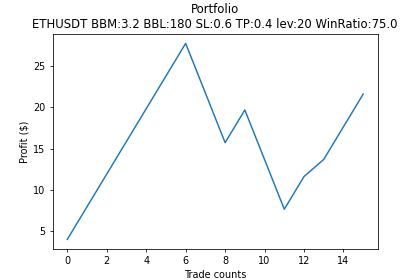 Portfolio
ETHUSDT BBM:3.2 BBL:180 SL:0.6 TP:0.4 lev:20 WinRatio:75.0
25
20
15
10
5
Profit ($)
0 2 4 6 8 10 12 14
Trade counts